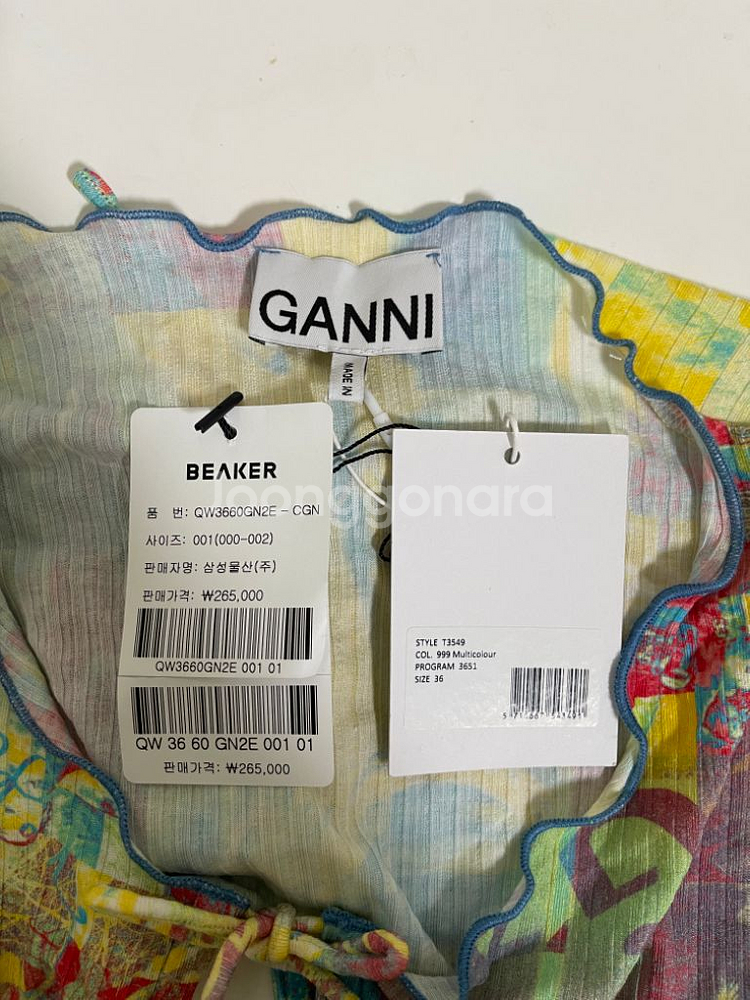 GANNI
MADE IN
BEAKER
joonggonara
품 번: QW3660GN2E - CGN
사이즈: 001(000-002)
판매자명: 삼성물산(주)
판매가격: ₩265,000
QW3660GN2E 001 01
QW 36 60 GN2E 001 01
판매가격: ₩265,000
STYLE T3549
COL. 999 Multicolour
PROGRAM 3651
SIZE 36